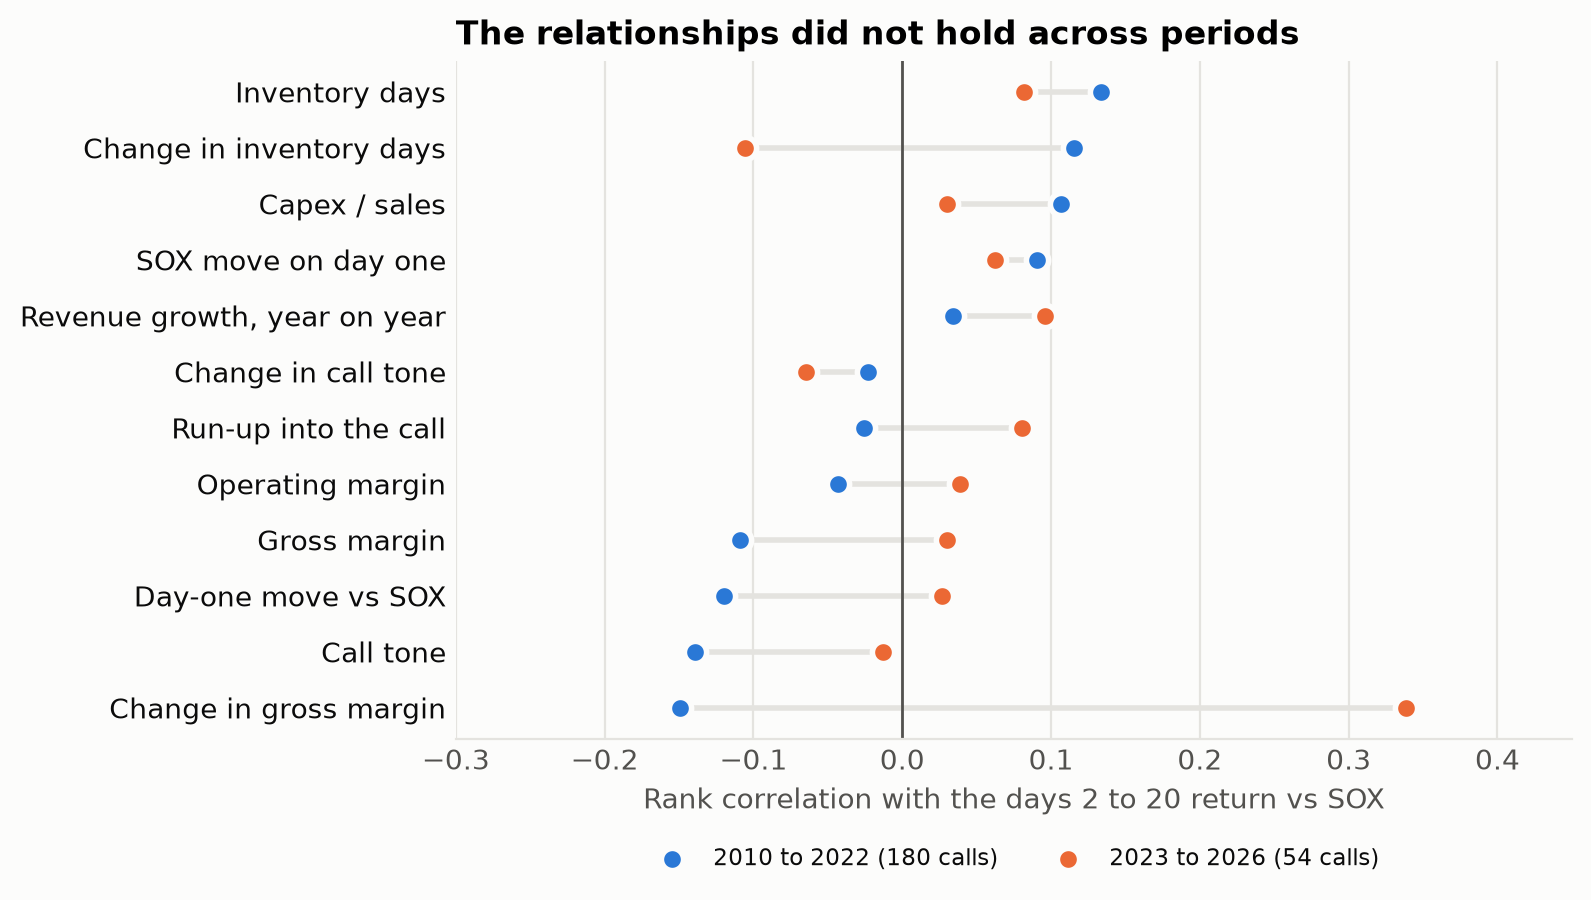 The relationships did not hold across periods
Inventory days
Change in inventory days
Capex / sales
SOX move on day one
Revenue growth, year on year
Change in call tone
Run-up into the call
Operating margin
Gross margin
Day-one move vs SOX
Call tone
Change in gross margin
−0.3 −0.2 −0.1 0.0 0.1 0.2 0.3 0.4
Rank correlation with the days 2 to 20 return vs SOX
2010 to 2022 (180 calls) 2023 to 2026 (54 calls)